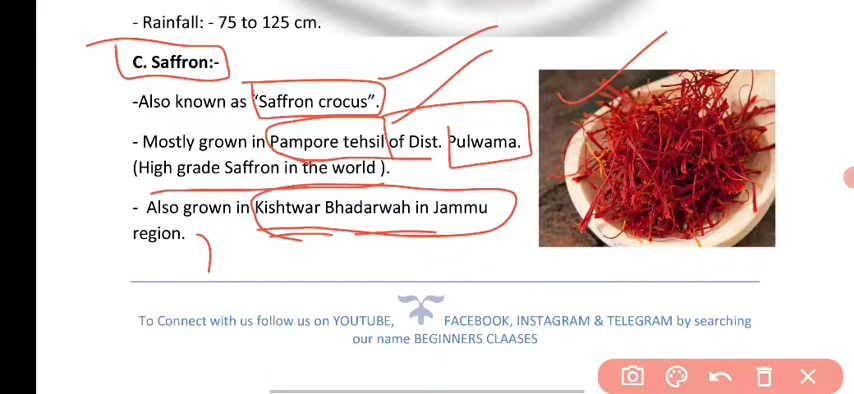 - Rainfall: - 75 to 125 cm.
C. Saffron:-
-Also known as “Saffron crocus”.
- Mostly grown in Pampore tehsil of Dist. Pulwama.
(High grade Saffron in the world ).
- Also grown in Kishtwar Bhadarwah in Jammu
region.
To Connect with us follow us on YOUTUBE, FACEBOOK, INSTAGRAM & TELEGRAM by searching
our name BEGINNERS CLAASES